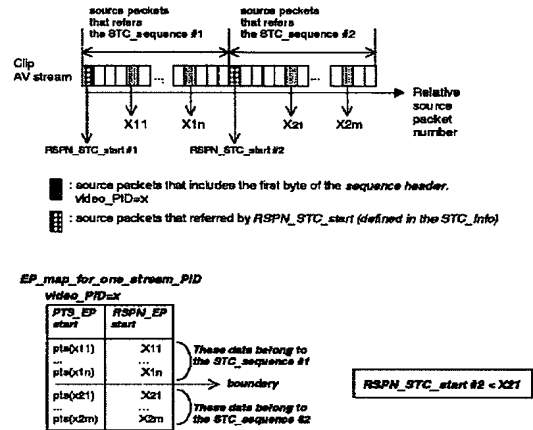 source packets
that refers
the STC_sequence #1
source packets
that refers
the STC_sequence #2
Clip
AV stream
...
...
Relative
source
packet
number
X11
X1n
X21
X2m
RSPN_STC_start #1
RSPN_STC_start #2
: source packets that includes the first byte of the sequence header.
video_PID=x
: source packets that referred by RSPN_STC_start (defined in the STC_Info)
EP_map_for_one_stream_PID
video_PID=x
PTS_EP
start
RSPN_EP
start
pts(x11)
X11
...
...
pts(x1n)
X1n
These data belong to
the STC_sequence #1
boundary
pts(x21)
X21
...
...
pts(x2m)
X2m
These data belong to
the STC_sequence #2
RSPN_STC_start #2 < X21